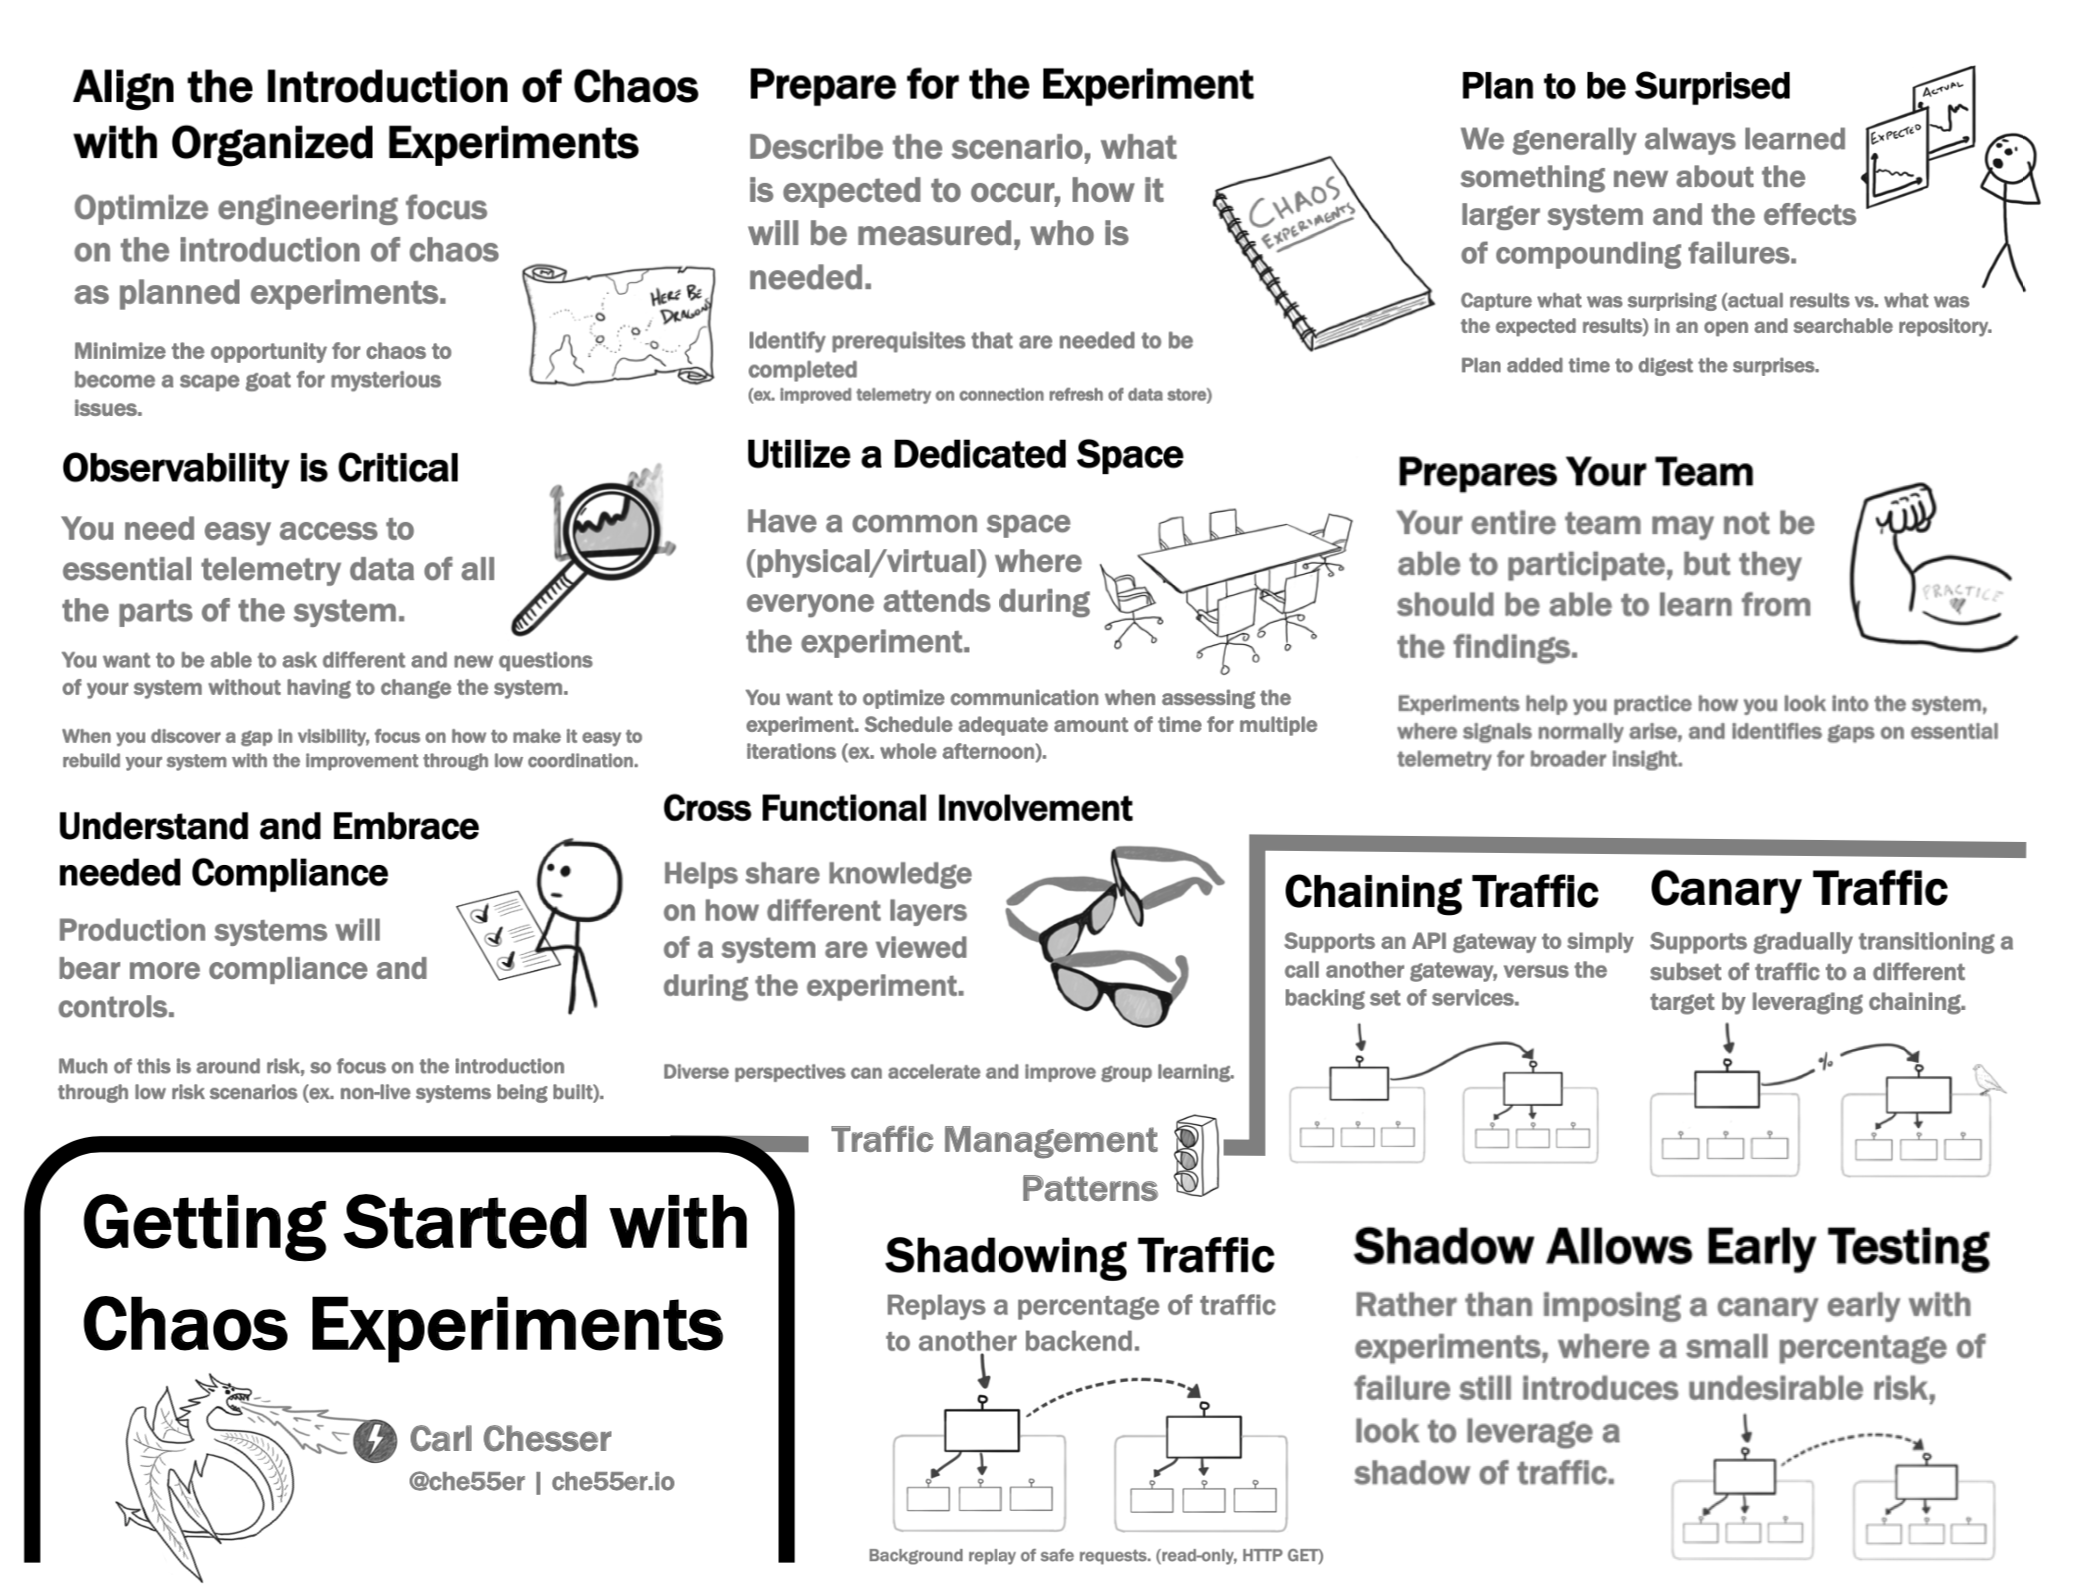 Align the Introduction of Chaos
with Organized Experiments
Optimize engineering focus
on the introduction of chaos
as planned experiments.
HERE BE
DRAGONS
Minimize the opportunity for chaos to
become a scape goat for mysterious
issues.
Prepare for the Experiment
Describe the scenario, what
is expected to occur, how it
will be measured, who is
needed.
CHAOS
EXPERIMENTS
Identify prerequisites that are needed to be
completed
(ex. improved telemetry on connection refresh of data store)
Plan to be Surprised
We generally always learned
something new about the
larger system and the effects
of compounding failures.
ACTUAL
EXPECTED
Capture what was surprising (actual results vs. what was
the expected results) in an open and searchable repository.
Plan added time to digest the surprises.
Observability is Critical
You need easy access to
essential telemetry data of all
the parts of the system.
You want to be able to ask different and new questions
of your system without having to change the system.
When you discover a gap in visibility, focus on how to make it easy to
rebuild your system with the improvement through low coordination.
Utilize a Dedicated Space
Have a common space
(physical/virtual) where
everyone attends during
the experiment.
You want to optimize communication when assessing the
experiment. Schedule adequate amount of time for multiple
iterations (ex. whole afternoon).
Prepares Your Team
Your entire team may not be
able to participate, but they
should be able to learn from
the findings.
PRACTICE
Experiments help you practice how you look into the system,
where signals normally arise, and identifies gaps on essential
telemetry for broader insight.
Understand and Embrace
needed Compliance
Production systems will
bear more compliance and
controls.
Much of this is around risk, so focus on the introduction
through low risk scenarios (ex. non-live systems being built).
Cross Functional Involvement
Helps share knowledge
on how different layers
of a system are viewed
during the experiment.
Diverse perspectives can accelerate and improve group learning.
Traffic Management
Patterns
Chaining Traffic
Supports an API gateway to simply
call another gateway, versus the
backing set of services.
Canary Traffic
Supports gradually transitioning a
subset of traffic to a different
target by leveraging chaining.
%
Shadowing Traffic
Replays a percentage of traffic
to another backend.
Background replay of safe requests. (read-only, HTTP GET)
Shadow Allows Early Testing
Rather than imposing a canary early with
experiments, where a small percentage of
failure still introduces undesirable risk,
look to leverage a
shadow of traffic.
Getting Started with
Chaos Experiments
Carl Chesser
@che55er | che55er.io